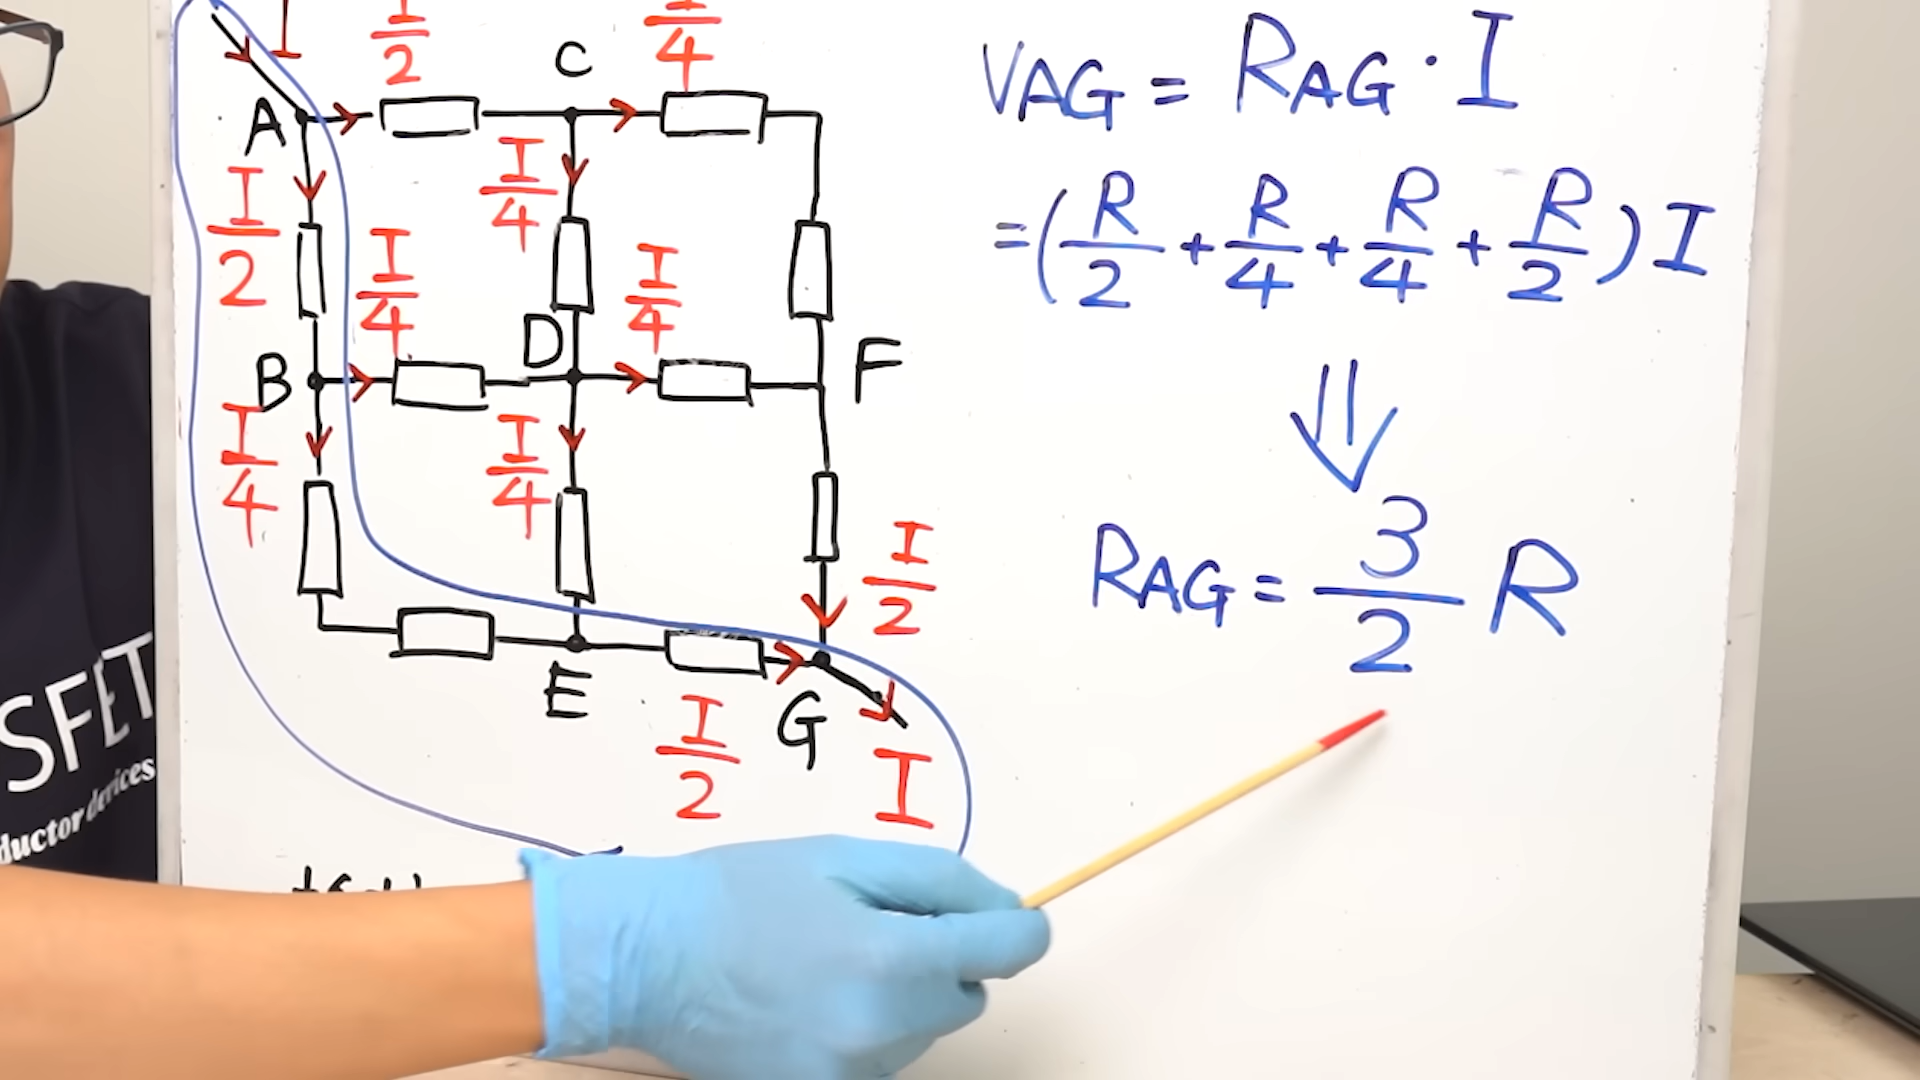 I
I/2
I/4
C
A
I/2
I/4
I/4
I/4
D
B
F
I/4
I/4
I/2
E
G
I/2
I
VAG = RAG · I
= (R/2 + R/4 + R/4 + R/2) I
⇓
RAG = 3/2 R
SFET
ductor devices